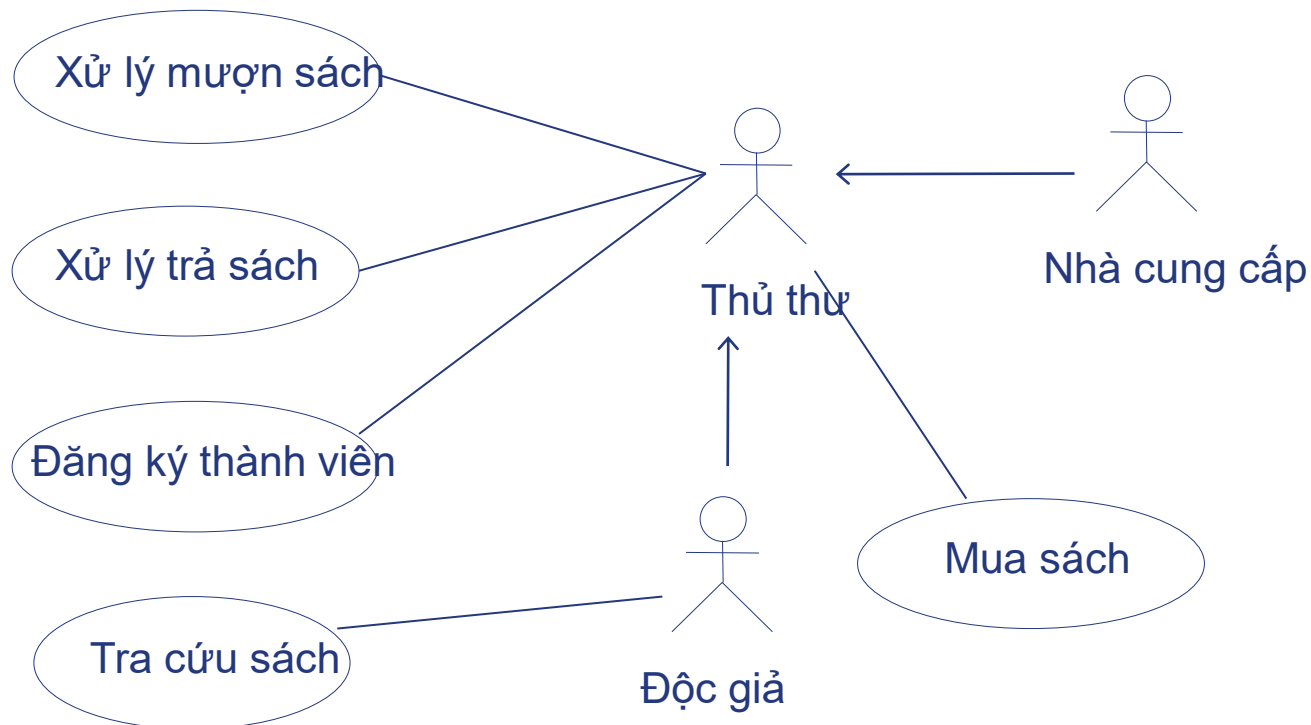 Xử lý mượn sách
Xử lý trả sách
Thủ thư
Nhà cung cấp
Đăng ký thành viên
Mua sách
Tra cứu sách
Độc giả